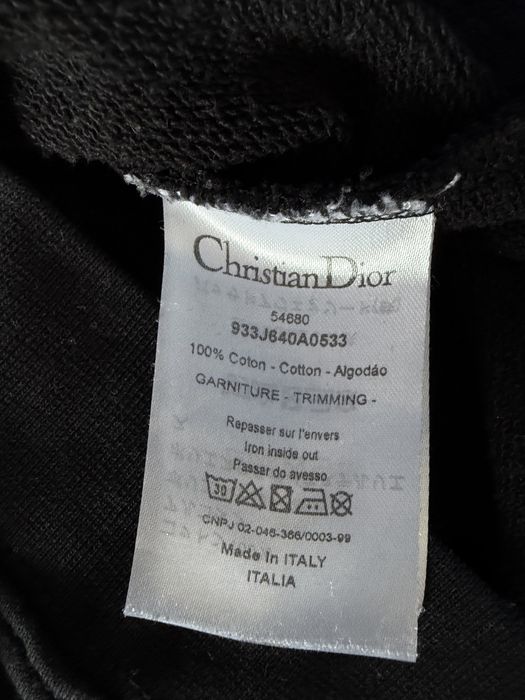 Christian Dior
54680
933J640A0533
100% Coton - Cotton - Algodáo
GARNITURE - TRIMMING -
Repasser sur l'envers
Iron inside out
Passar do avesso
30
CNPJ 02-046-366/0003-99
Made in ITALY
ITALIA